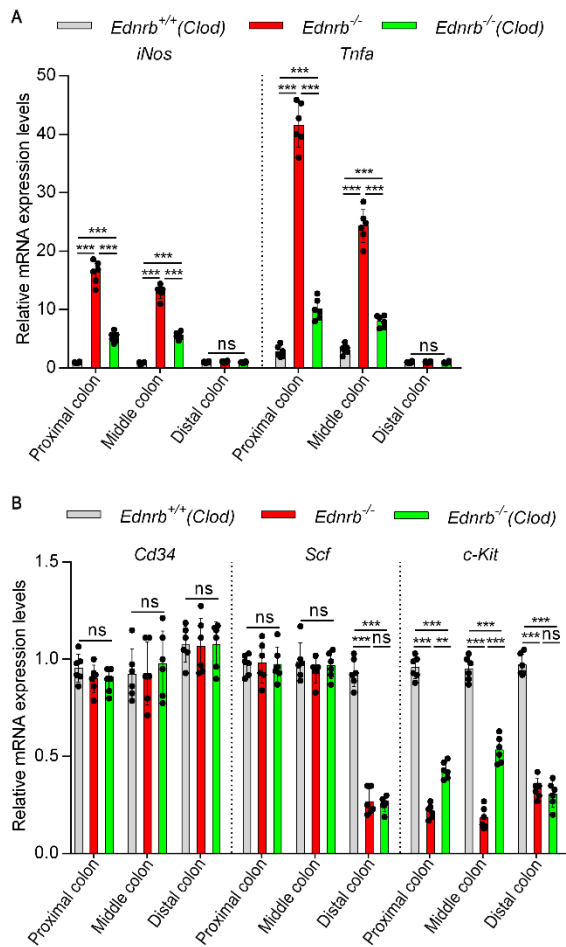 A
Ednrb+/+(Clod) Ednrb-/- Ednrb-/-(Clod)
iNos Tnfa
Relative mRNA expression levels
50
40
30
20
10
0
*** *** ***
*** *** ***
ns
*** *** ***
*** *** ***
ns
Proximal colon
Middle colon
Distal colon
Proximal colon
Middle colon
Distal colon
B
Ednrb+/+(Clod) Ednrb-/- Ednrb-/-(Clod)
Cd34 Scf c-Kit
Relative mRNA expression levels
1.5
1.0
0.5
0.0
ns
ns
ns
ns
ns
***
*** ns
***
*** **
***
*** ***
***
*** ns
Proximal colon
Middle colon
Distal colon
Proximal colon
Middle colon
Distal colon
Proximal colon
Middle colon
Distal colon